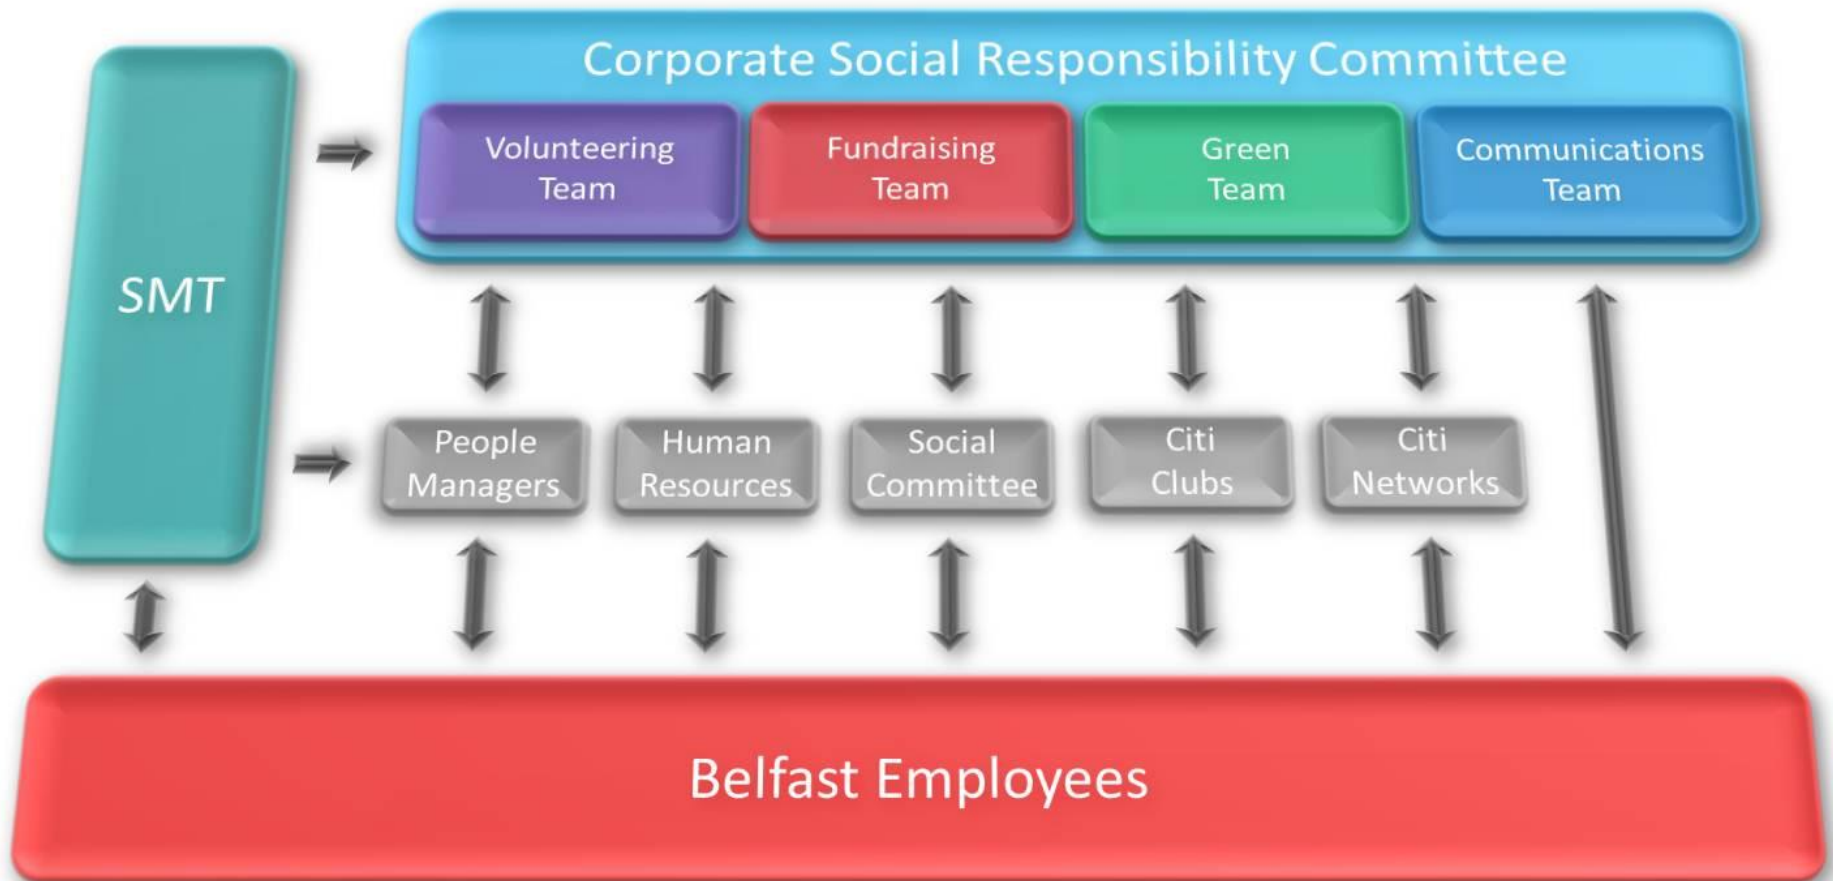 Corporate Social Responsibility Committee
Volunteering
Team
Fundraising
Team
Green
Team
Communications
Team
SMT
People
Managers
Human
Resources
Social
Committee
Citi
Clubs
Citi
Networks
Belfast Employees